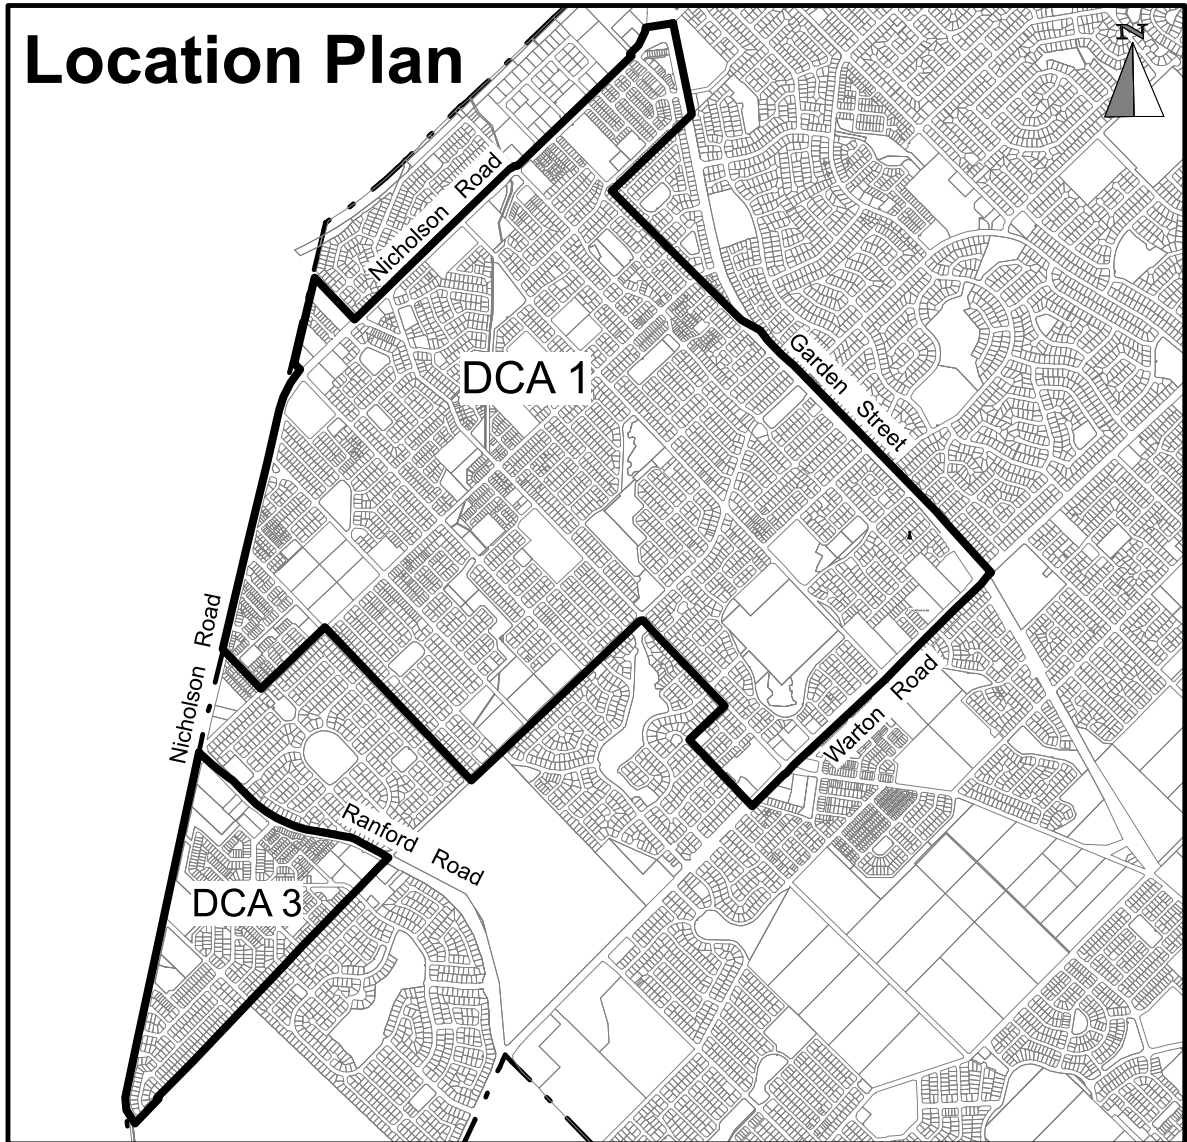 Location Plan
N
Nicholson Road
DCA 1
Garden Street
Nicholson Road
Warton Road
Ranford Road
DCA 3